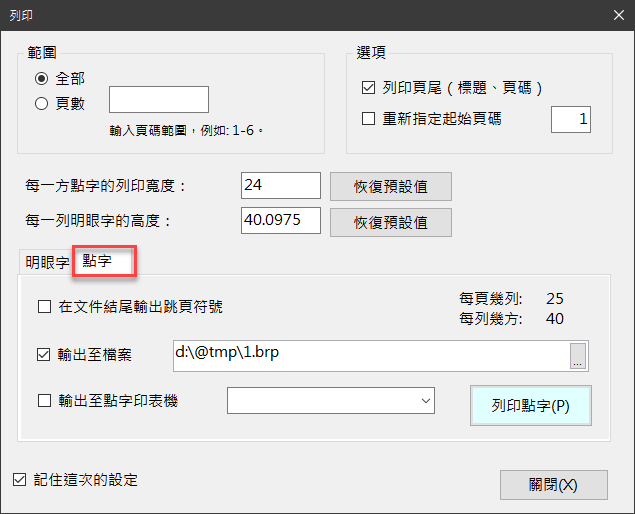 列印
範圍
全部
頁數
輸入頁碼範圍，例如: 1-6。
選項
列印頁尾 ( 標題、頁碼 )
重新指定起始頁碼 1
每一方點字的列印寬度： 24 恢復預設值
每一列明眼字的高度： 40.0975 恢復預設值
明眼字 點字
在文件結尾輸出跳頁符號
每頁幾列: 25
每列幾方: 40
輸出至檔案 d:\@tmp\1.brp ...
輸出至點字印表機
列印點字(P)
記住這次的設定
關閉(X)